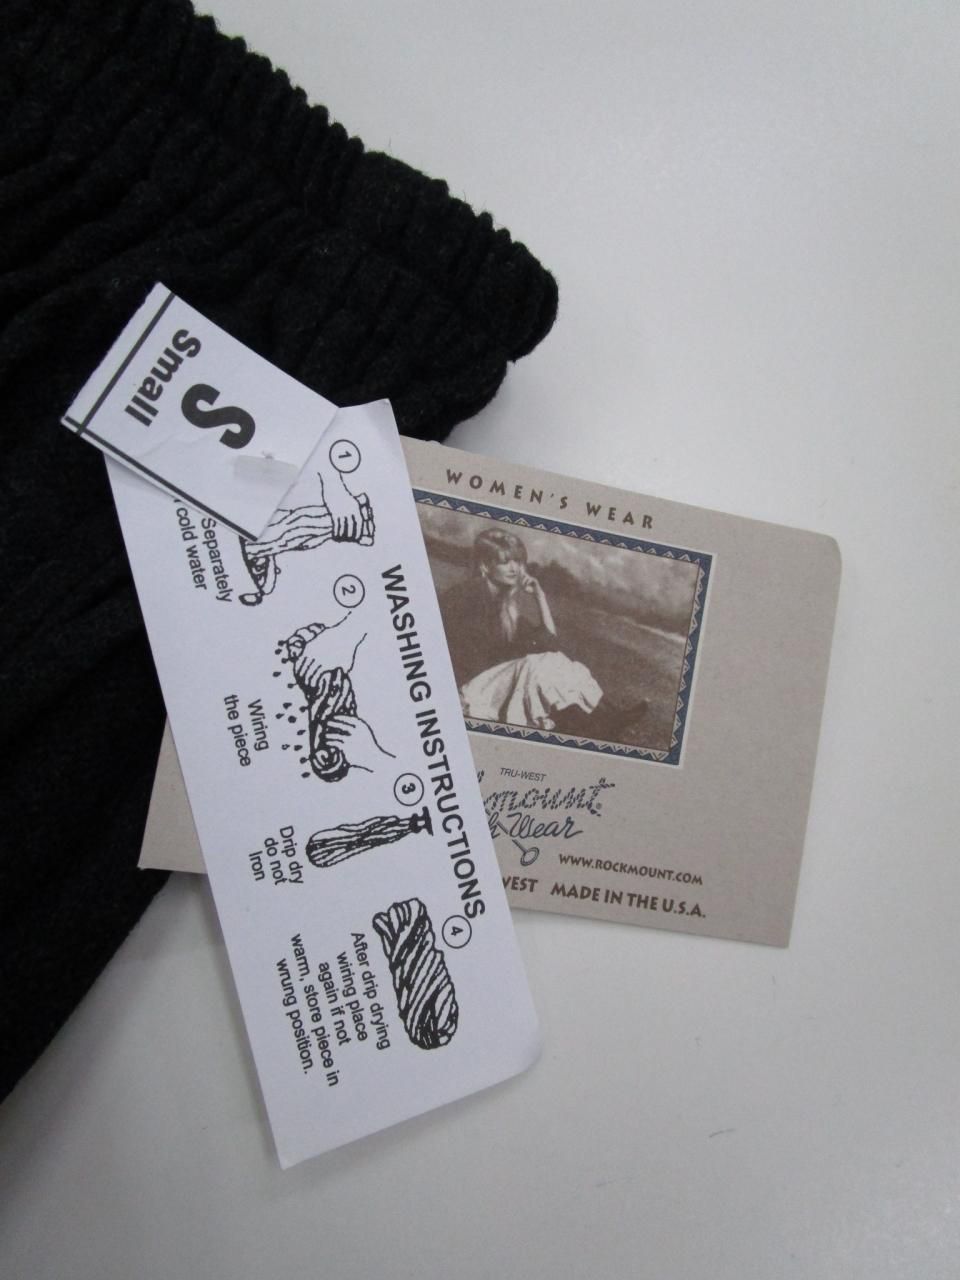 S
Small
WASHING INSTRUCTIONS
1
Separately
cold water
2
Wiring
the piece
3
Drip dry
do not
Iron
4
After drip drying
wiring place
again if not
warm, store piece in
wrung position.
WOMEN'S WEAR
TRU-WEST
Wear
WWW.ROCKMOUNT.COM
MADE IN THE U.S.A.